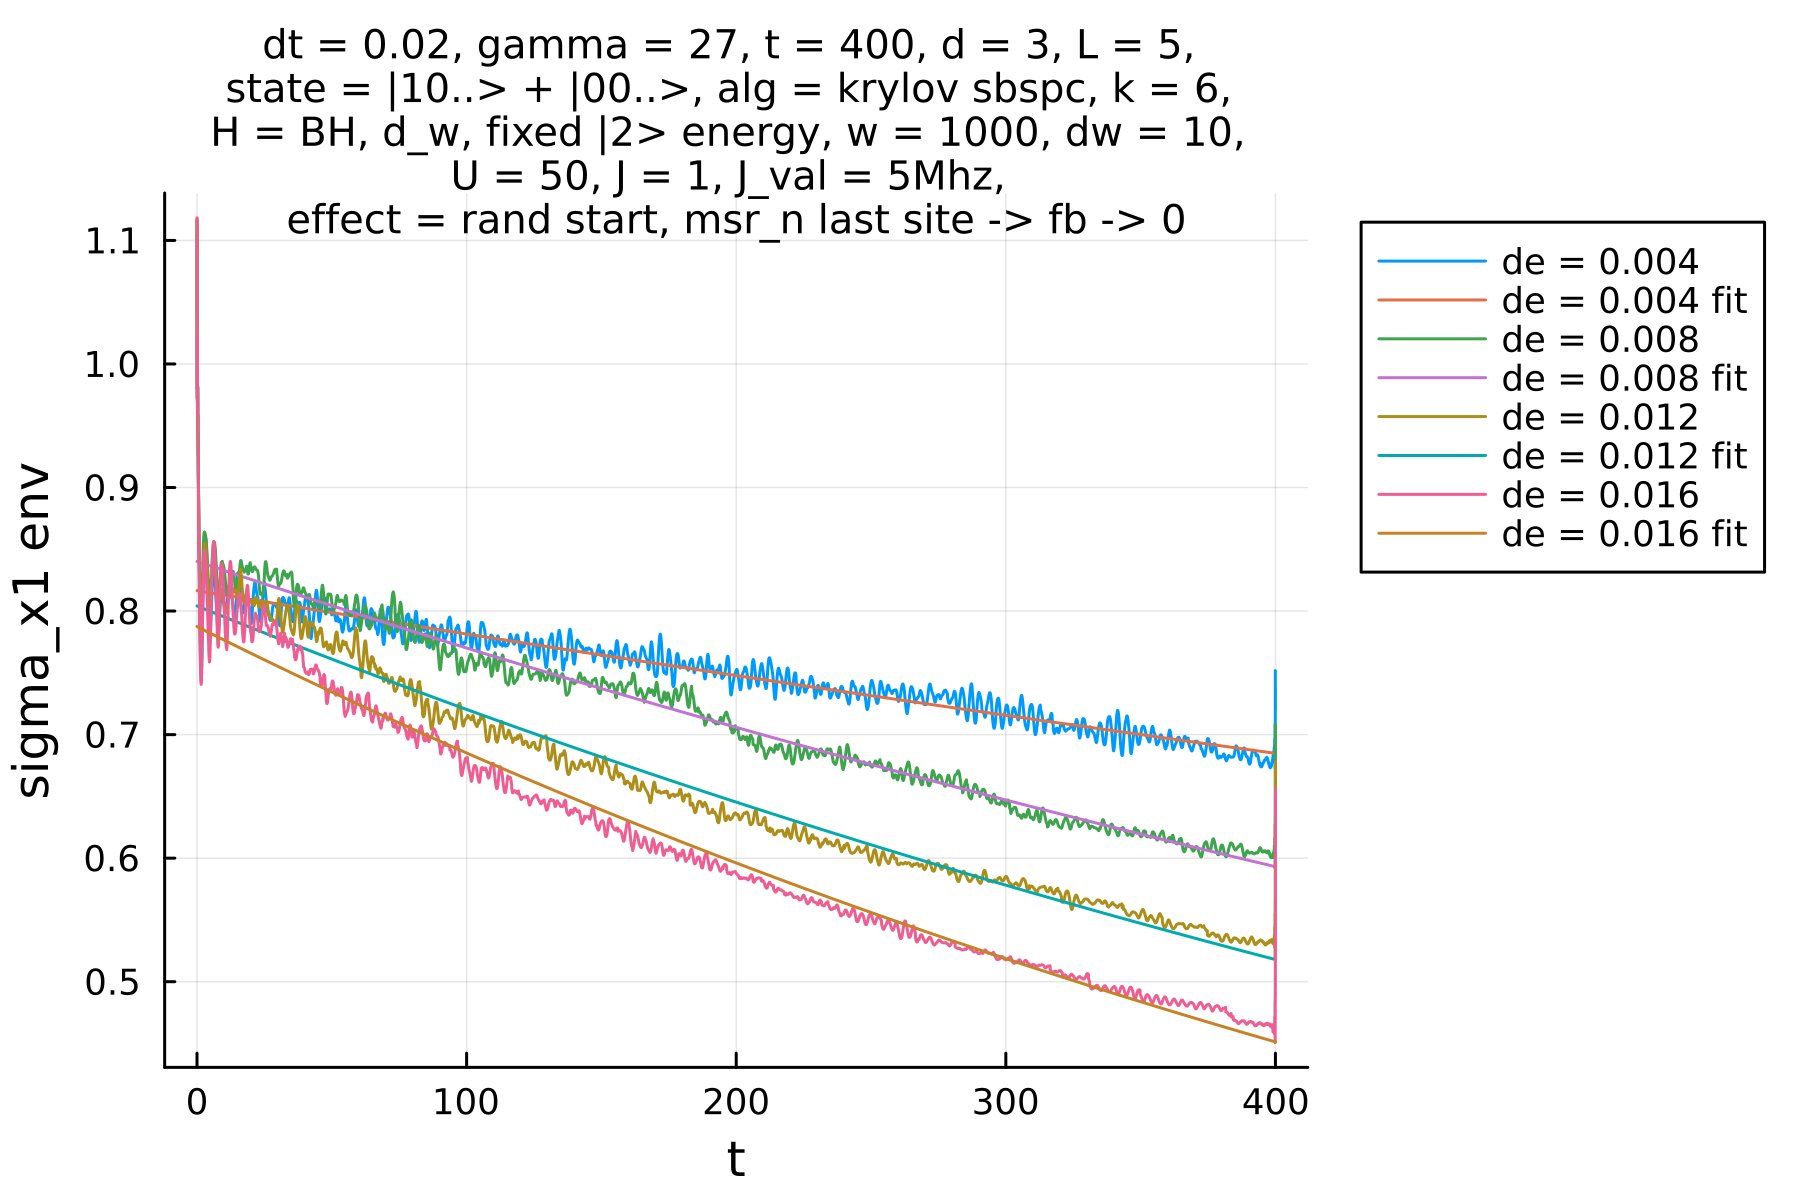 dt = 0.02, gamma = 27, t = 400, d = 3, L = 5,
state = |10..> + |00..>, alg = krylov sbspc, k = 6,
H = BH, d_w, fixed |2> energy, w = 1000, dw = 10,
U = 50, J = 1, J_val = 5Mhz,
effect = rand start, msr_n last site -> fb -> 0
sigma_x1 env
1.1
1.0
0.9
0.8
0.7
0.6
0.5
0
100
200
300
400
t
de = 0.004
de = 0.004 fit
de = 0.008
de = 0.008 fit
de = 0.012
de = 0.012 fit
de = 0.016
de = 0.016 fit